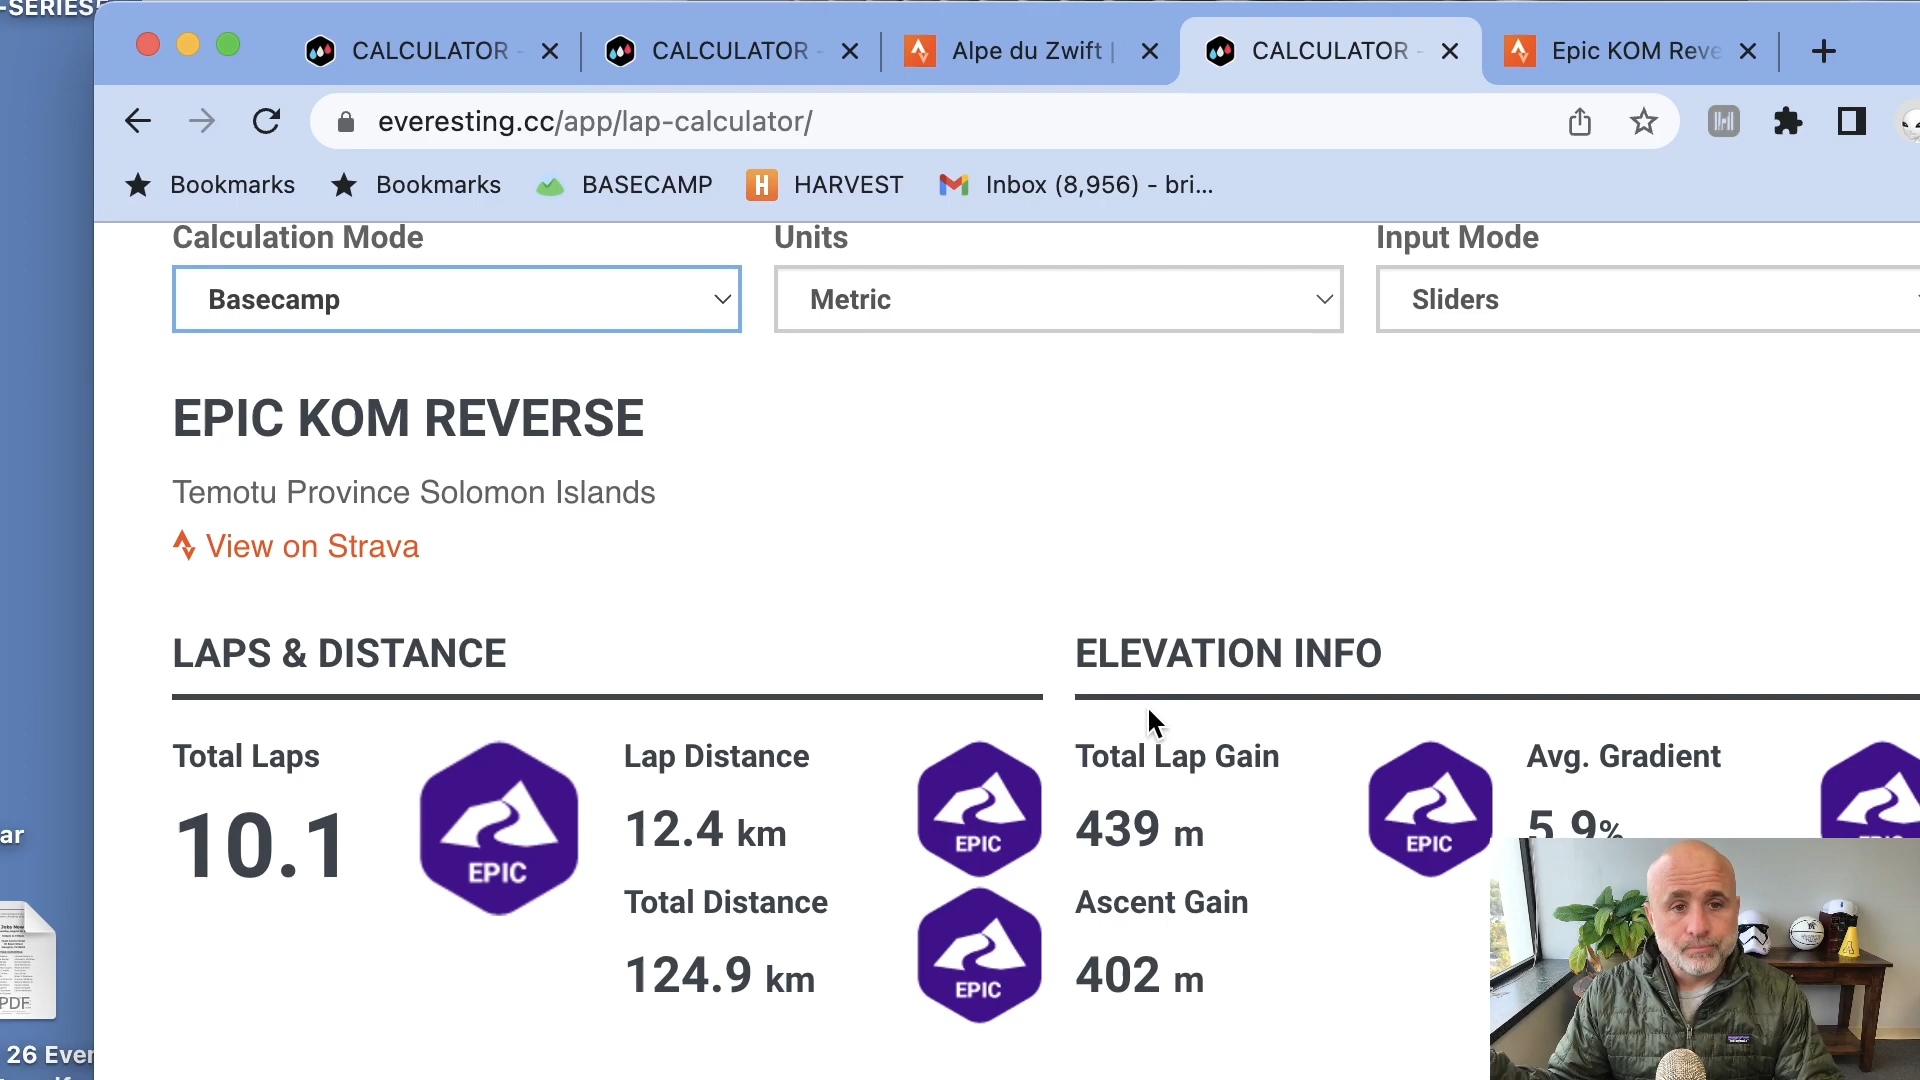 -SERIES
CALCULATOR -
CALCULATOR -
Alpe du Zwift |
CALCULATOR -
Epic KOM Reve
everesting.cc/app/lap-calculator/
Bookmarks
Bookmarks
BASECAMP
H HARVEST
Inbox (8,956) - bri...
Calculation Mode
Units
Input Mode
Basecamp
Metric
Sliders
EPIC KOM REVERSE
Temotu Province Solomon Islands
View on Strava
LAPS & DISTANCE
ELEVATION INFO
Total Laps
10.1
EPIC
Lap Distance
12.4 km
EPIC
Total Distance
124.9 km
EPIC
Total Lap Gain
439 m
EPIC
Ascent Gain
402 m
Avg. Gradient
5.9%
ar
PDF
26 Ever